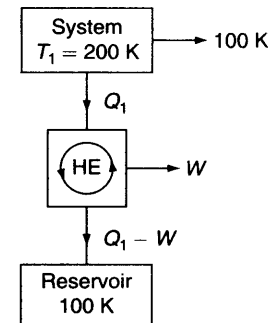 System
T₁ = 200 K
100 K
Q₁
HE
W
Q₁ − W
Reservoir
100 K